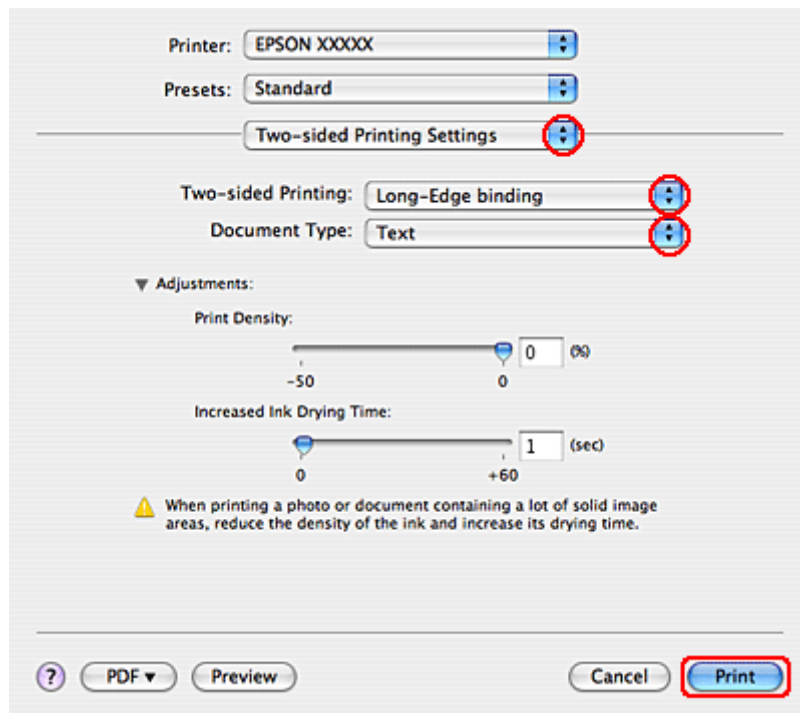 Printer: EPSON XXXXX
Presets: Standard
Two-sided Printing Settings
Two-sided Printing: Long-Edge binding
Document Type: Text
▼ Adjustments:
Print Density:
0 (%)
-50 0
Increased Ink Drying Time:
1 (sec)
0 +60
When printing a photo or document containing a lot of solid image
areas, reduce the density of the ink and increase its drying time.
? PDF ▼ Preview Cancel Print